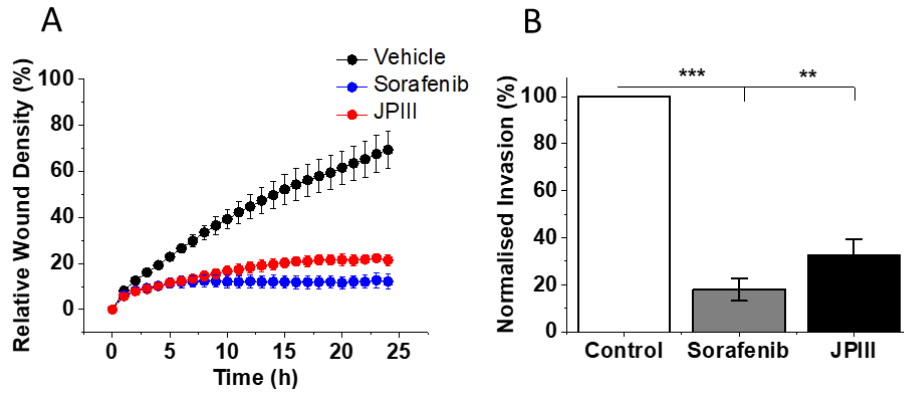 A
Vehicle
Sorafenib
JPIII
Relative Wound Density (%)
100
80
60
40
20
0
0 5 10 15 20 25
Time (h)
B
*** **
Normalised Invasion (%)
100
80
60
40
20
0
Control Sorafenib JPIII